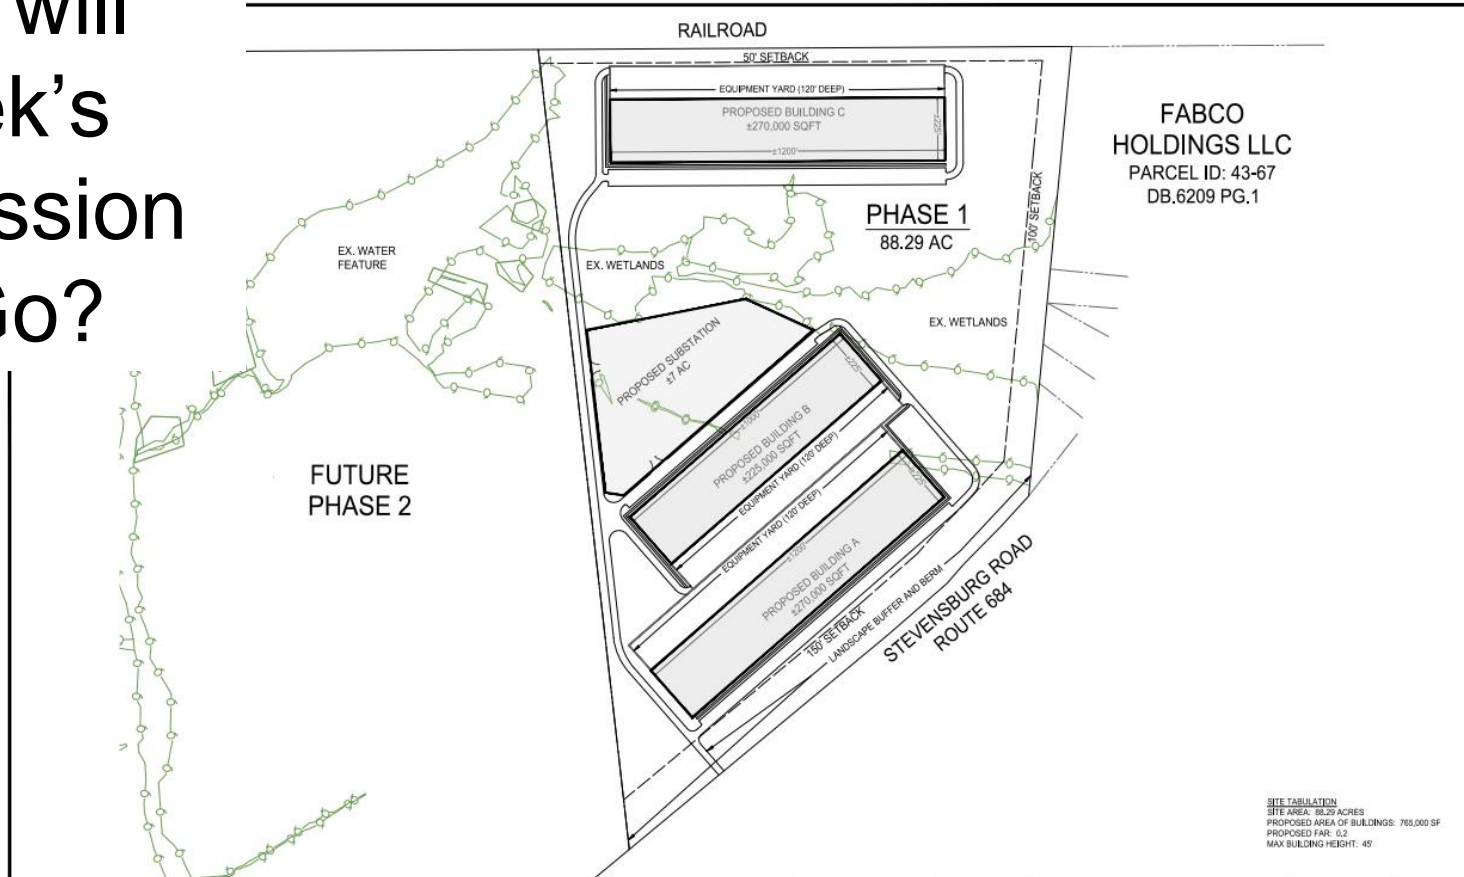 will
ek's
ssion
Go?
RAILROAD
50' SETBACK
EQUIPMENT YARD (120' DEEP)
PROPOSED BUILDING C
±270,000 SQFT
±225'
±1200'
FABCO
HOLDINGS LLC
PARCEL ID: 43-67
DB.6209 PG.1
100' SETBACK
PHASE 1
88.29 AC
EX. WATER
FEATURE
EX. WETLANDS
EX. WETLANDS
PROPOSED SUBSTATION
±7 AC
±225'
±1000'
PROPOSED BUILDING B
±225,000 SQFT
EQUIPMENT YARD (120' DEEP)
EQUIPMENT YARD (120' DEEP)
±225'
±1200'
PROPOSED BUILDING A
±270,000 SQFT
FUTURE
PHASE 2
150' SETBACK
LANDSCAPE BUFFER AND BERM
STEVENSBURG ROAD
ROUTE 684
SITE TABULATION
SITE AREA: 88.29 ACRES
PROPOSED AREA OF BUILDINGS: 765,000 SF
PROPOSED FAR: 0.2
MAX BUILDING HEIGHT: 45'